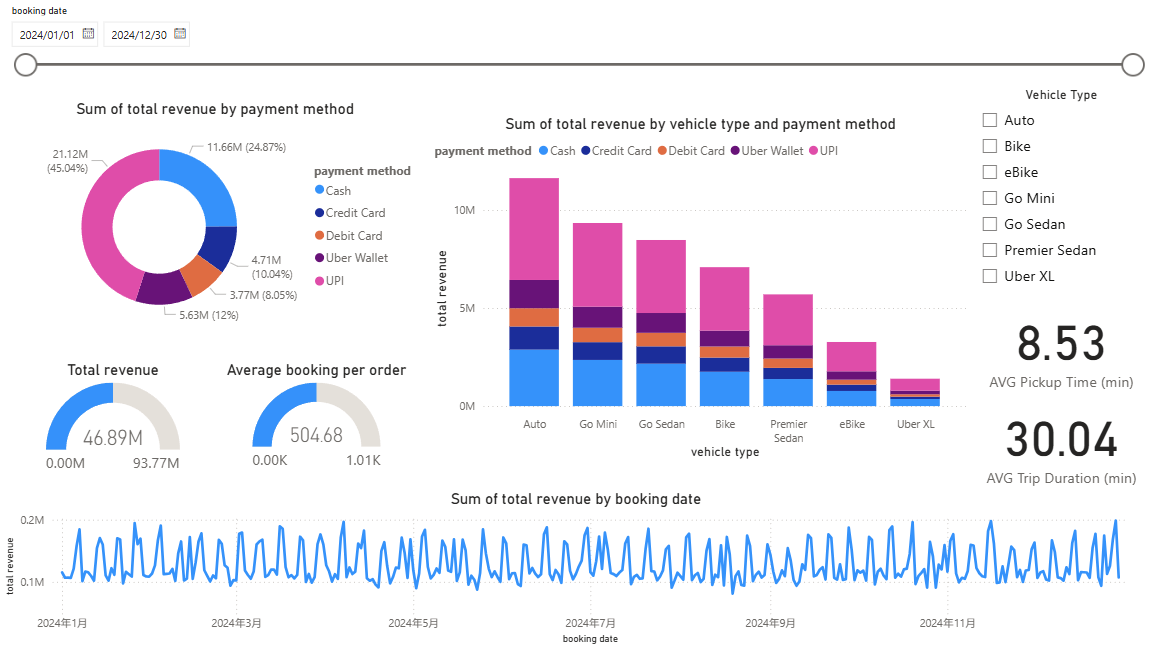 booking date
2024/01/01
2024/12/30
Sum of total revenue by payment method
11.66M (24.87%)
4.71M
(10.04%)
3.77M (8.05%)
5.63M (12%)
21.12M
(45.04%)
payment method
Cash
Credit Card
Debit Card
Uber Wallet
UPI
Sum of total revenue by vehicle type and payment method
payment method Cash Credit Card Debit Card Uber Wallet UPI
total revenue
10M
5M
0M
Auto
Go Mini
Go Sedan
Bike
Premier
Sedan
eBike
Uber XL
vehicle type
Vehicle Type
Auto
Bike
eBike
Go Mini
Go Sedan
Premier Sedan
Uber XL
8.53
AVG Pickup Time (min)
30.04
AVG Trip Duration (min)
Total revenue
46.89M
0.00M
93.77M
Average booking per order
504.68
0.00K
1.01K
Sum of total revenue by booking date
total revenue
0.2M
0.1M
2024年1月
2024年3月
2024年5月
2024年7月
2024年9月
2024年11月
booking date